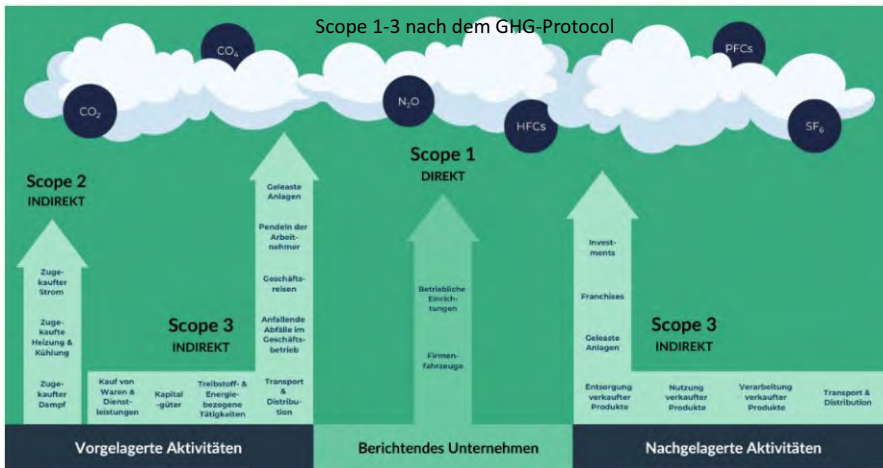 Scope 1-3 nach dem GHG-Protocol
CO₄
PFCs
CO₂
N₂O
HFCs
SF₆
Scope 2
INDIREKT
Zuge-
kaufter
Strom
Zuge-
kaufte
Heizung &
Kühlung
Zuge-
kaufter
Dampf
Scope 3
INDIREKT
Kauf von
Waren &
Dienst-
leistungen
Kapital
-güter
Treibstoff- &
Energie-
bezogene
Tätigkeiten
Geleaste
Anlagen
Pendeln der
Arbeit-
nehmer
Geschäfts-
reisen
Anfallende
Abfälle im
Geschäfts-
betrieb
Transport
&
Distribu-
tion
Scope 1
DIREKT
Betriebliche
Einrich-
tungen
Firmen-
fahrzeuge
Invest-
ments
Franchises
Geleaste
Anlagen
Scope 3
INDIREKT
Entsorgung
verkaufter
Produkte
Nutzung
verkaufter
Produkte
Verarbeitung
verkaufter
Produkte
Transport &
Distribution
Vorgelagerte Aktivitäten
Berichtendes Unternehmen
Nachgelagerte Aktivitäten